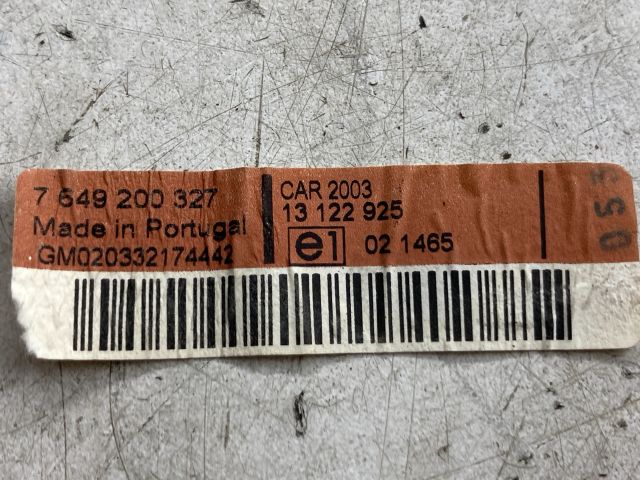 7 649 200 327
Made in Portugal
GM020332174442
CAR 2003
13 122 925
e1 02 1465
053